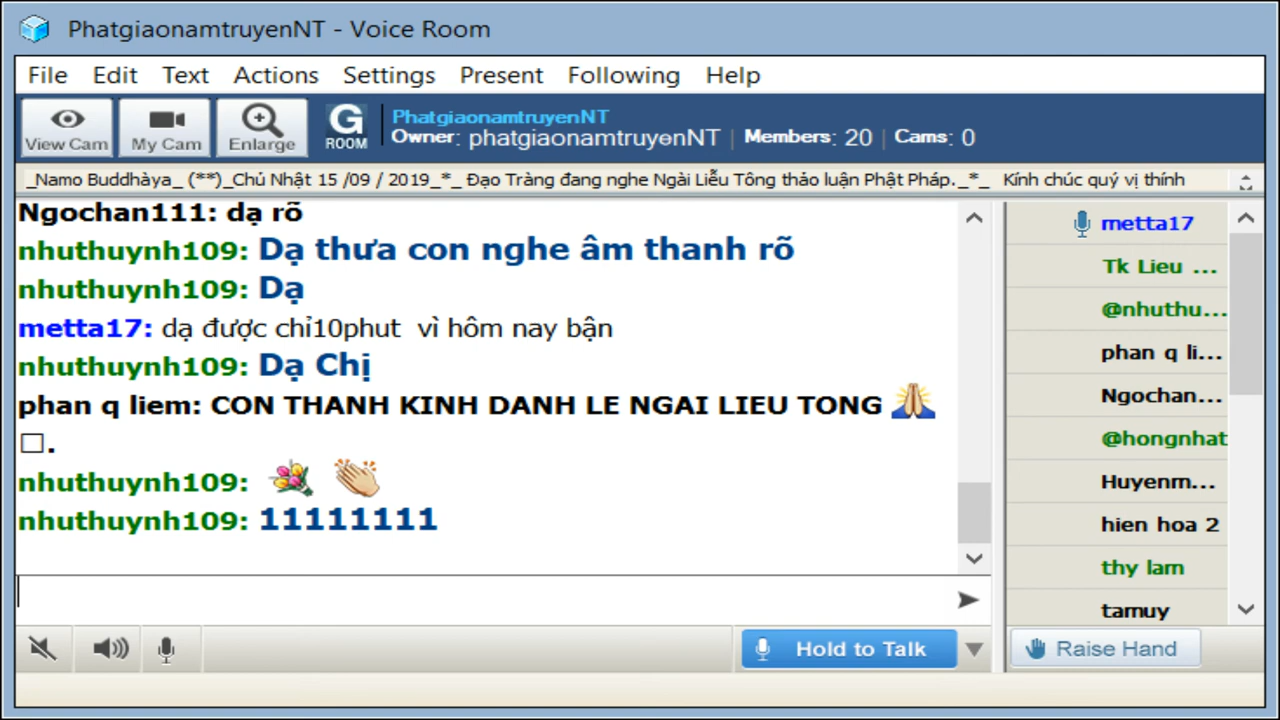 PhatgiaonamtruyenNT - Voice Room
File Edit Text Actions Settings Present Following Help
View Cam My Cam Enlarge G ROOM
PhatgiaonamtruyenNT
Owner: phatgiaonamtruyenNT | Members: 20 | Cams: 0
_Namo Buddhàya_ (**)_Chủ Nhật 15 /09 / 2019_*_ Đạo Tràng đang nghe Ngài Liễu Tông thảo luận Phật Pháp._*_ Kính chúc quý vị thính
Ngochan111: dạ rõ
nhuthuynh109: Dạ thưa con nghe âm thanh rõ
nhuthuynh109: Dạ
metta17: dạ được chỉ10phut vì hôm nay bận
nhuthuynh109: Dạ Chị
phan q liem: CON THANH KINH DANH LE NGAI LIEU TONG 🙏
□.
nhuthuynh109: 💐 👏
nhuthuynh109: 11111111
metta17
Tk Lieu ...
@nhuthu...
phan q li...
Ngochan...
@hongnhat
Huyenm...
hien hoa 2
thy lam
tamuy
Hold to Talk
Raise Hand